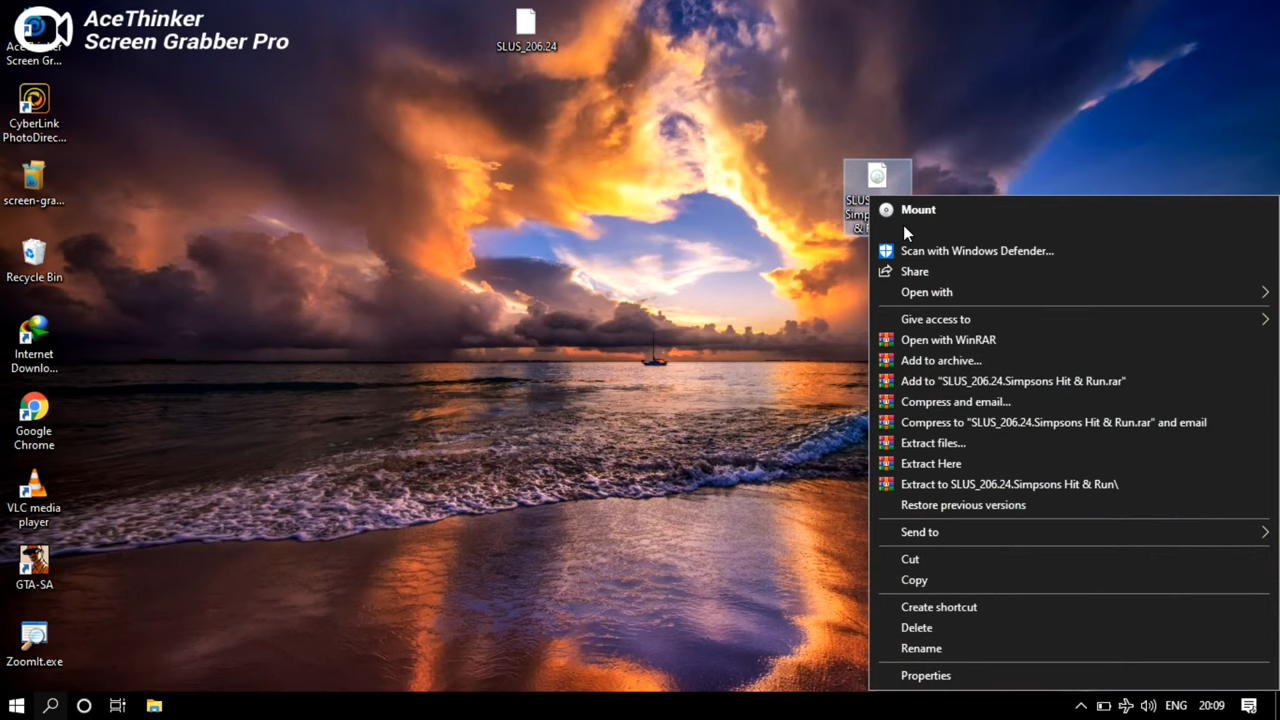 AceThinker
Screen Grabber Pro
Screen Gr...
CyberLink
PhotoDirec...
screen-gra...
Recycle Bin
Internet
Downlo...
Google
Chrome
VLC media
player
GTA-SA
ZoomIt.exe
SLUS_206.24
Mount
Scan with Windows Defender...
Share
Open with
Give access to
Open with WinRAR
Add to archive...
Add to "SLUS_206.24.Simpsons Hit & Run.rar"
Compress and email...
Compress to "SLUS_206.24.Simpsons Hit & Run.rar" and email
Extract files...
Extract Here
Extract to SLUS_206.24.Simpsons Hit & Run\
Restore previous versions
Send to
Cut
Copy
Create shortcut
Delete
Rename
Properties
ENG
20:09